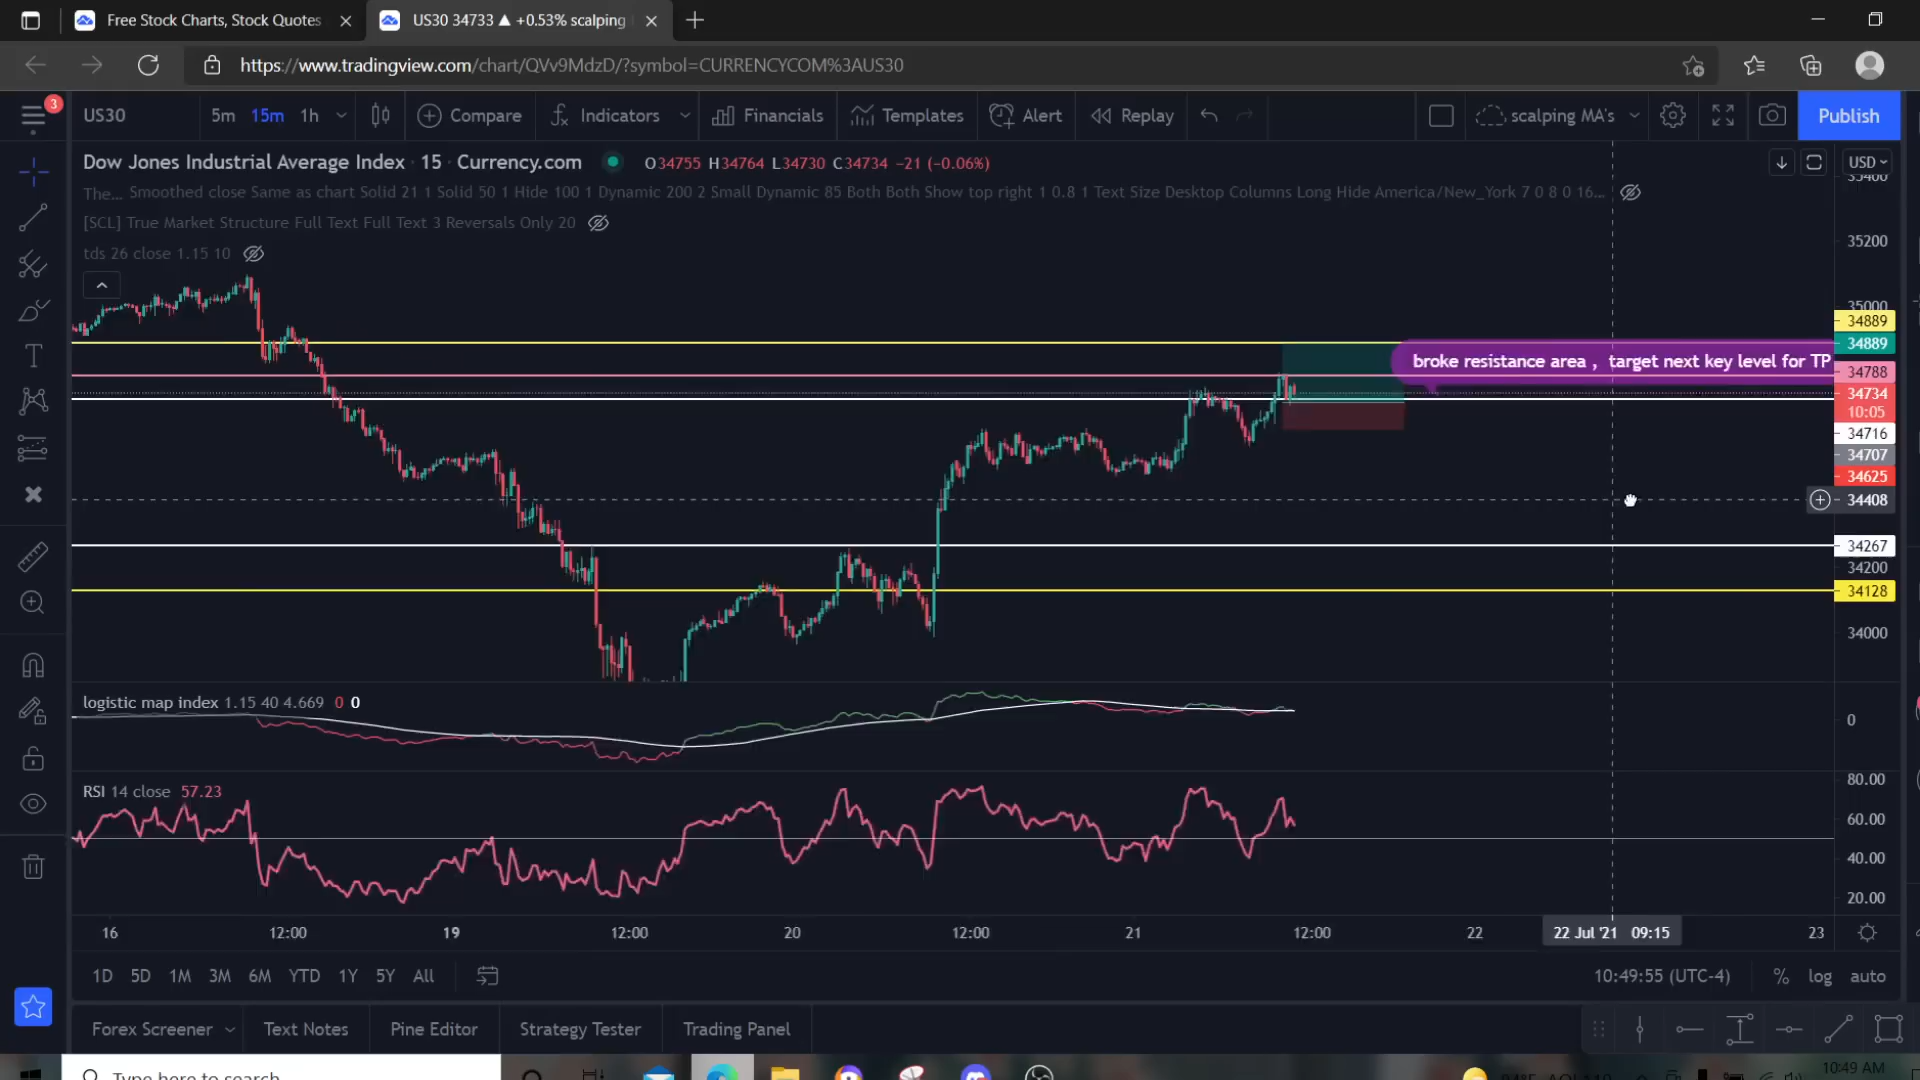 Free Stock Charts, Stock Quotes
US30 34733 ▲ +0.53% scalping
https://www.tradingview.com/chart/QVv9MdzD/?symbol=CURRENCYCOM%3AUS30
3
US30 5m 15m 1h Compare Indicators Financials Templates Alert Replay scalping MA's Publish
Dow Jones Industrial Average Index · 15 · Currency.com O34755 H34764 L34730 C34734 −21 (−0.06%)
USD
The... Smoothed close Same as chart Solid 21 1 Solid 50 1 Hide 100 1 Dynamic 200 2 Small Dynamic 85 Both Both Show top right 1 0.8 1 Text Size Desktop Columns Long Hide America/New_York 7 0 8 0 16...
[SCL] True Market Structure Full Text Full Text 3 Reversals Only 20
tds 26 close 1.15 10
35400
35200
35000
34889
34889
broke resistance area , target next key level for TP
34788
34734
10:05
34716
34707
34625
34408
34267
34200
34128
34000
logistic map index 1.15 40 4.669 0 0
0
RSI 14 close 57.23
80.00
60.00
40.00
20.00
16 12:00 19 12:00 20 12:00 21 12:00 22 22 Jul '21 09:15 23
1D 5D 1M 3M 6M YTD 1Y 5Y All
10:49:55 (UTC-4) % log auto
Forex Screener Text Notes Pine Editor Strategy Tester Trading Panel
Type here to search
10:49 AM